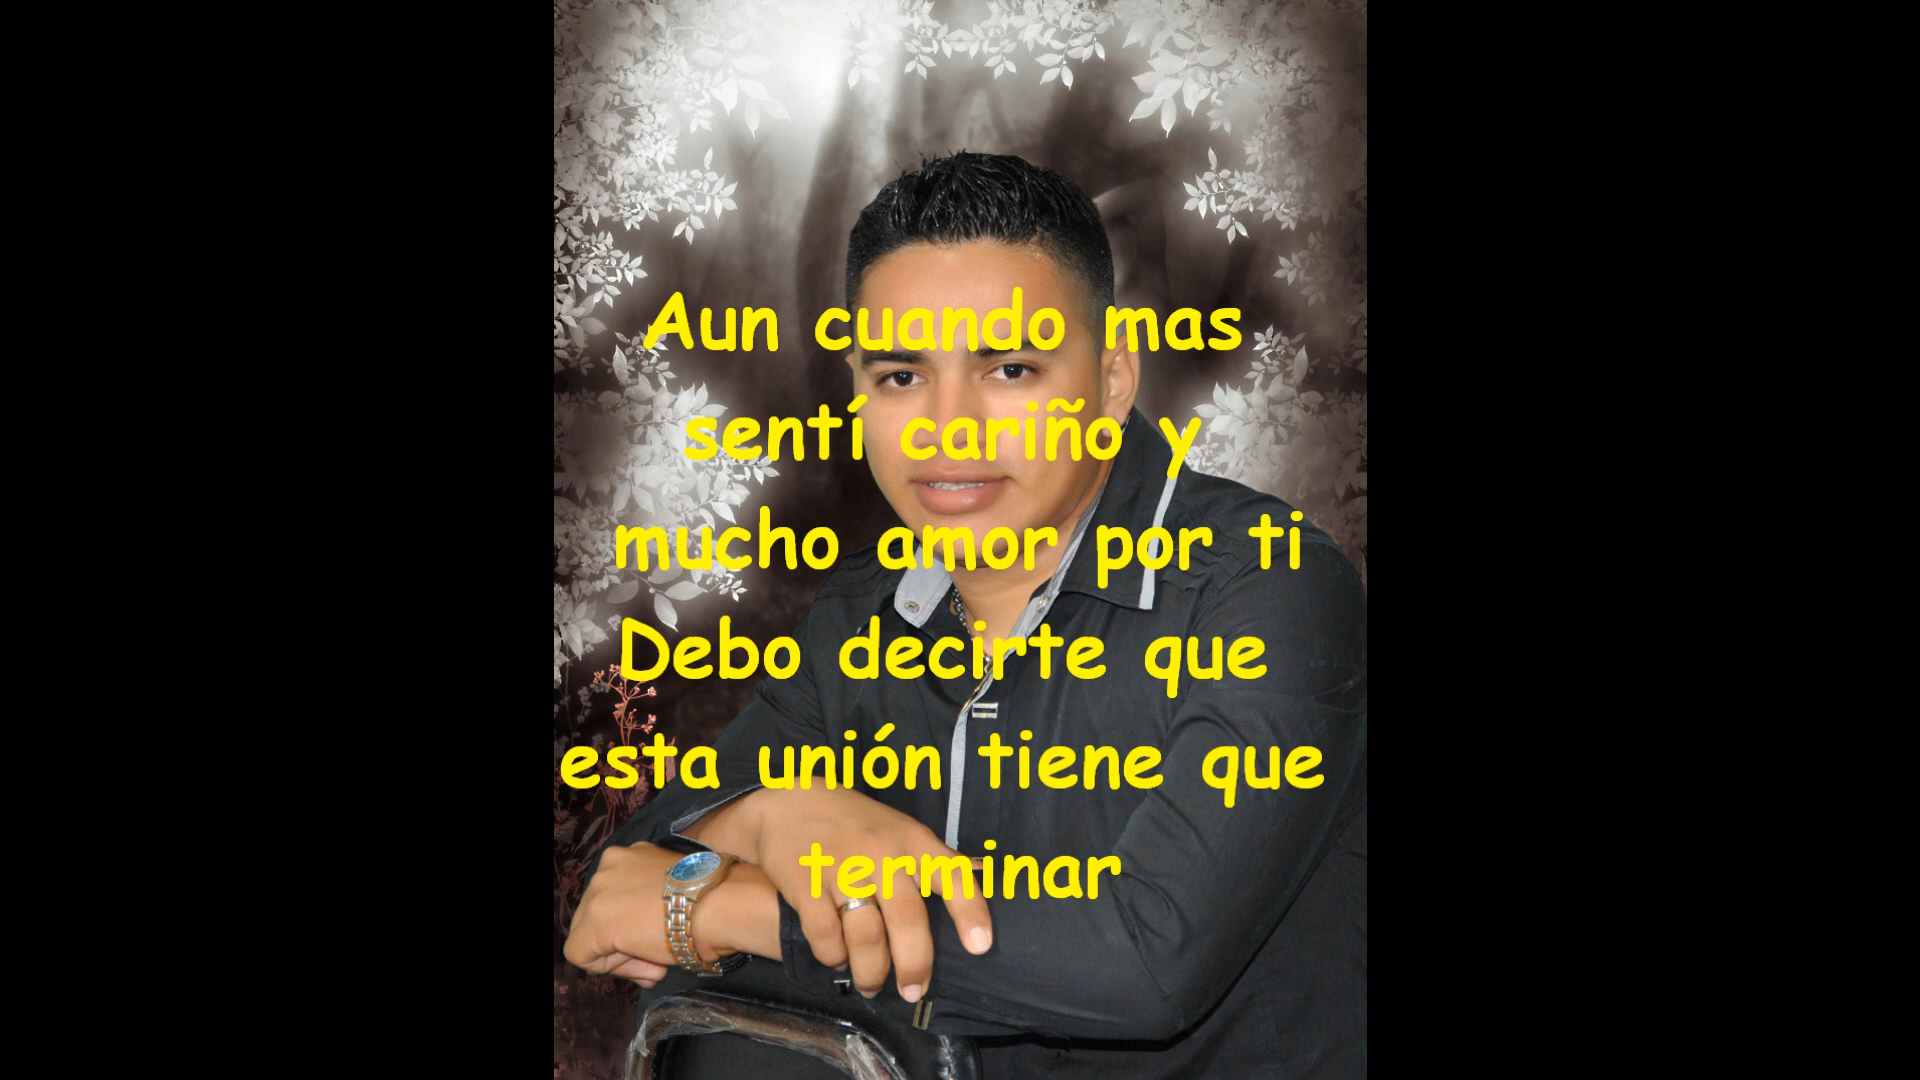 Aun cuando mas
sentí cariño y
mucho amor por ti
Debo decirte que
esta unión tiene que
terminar